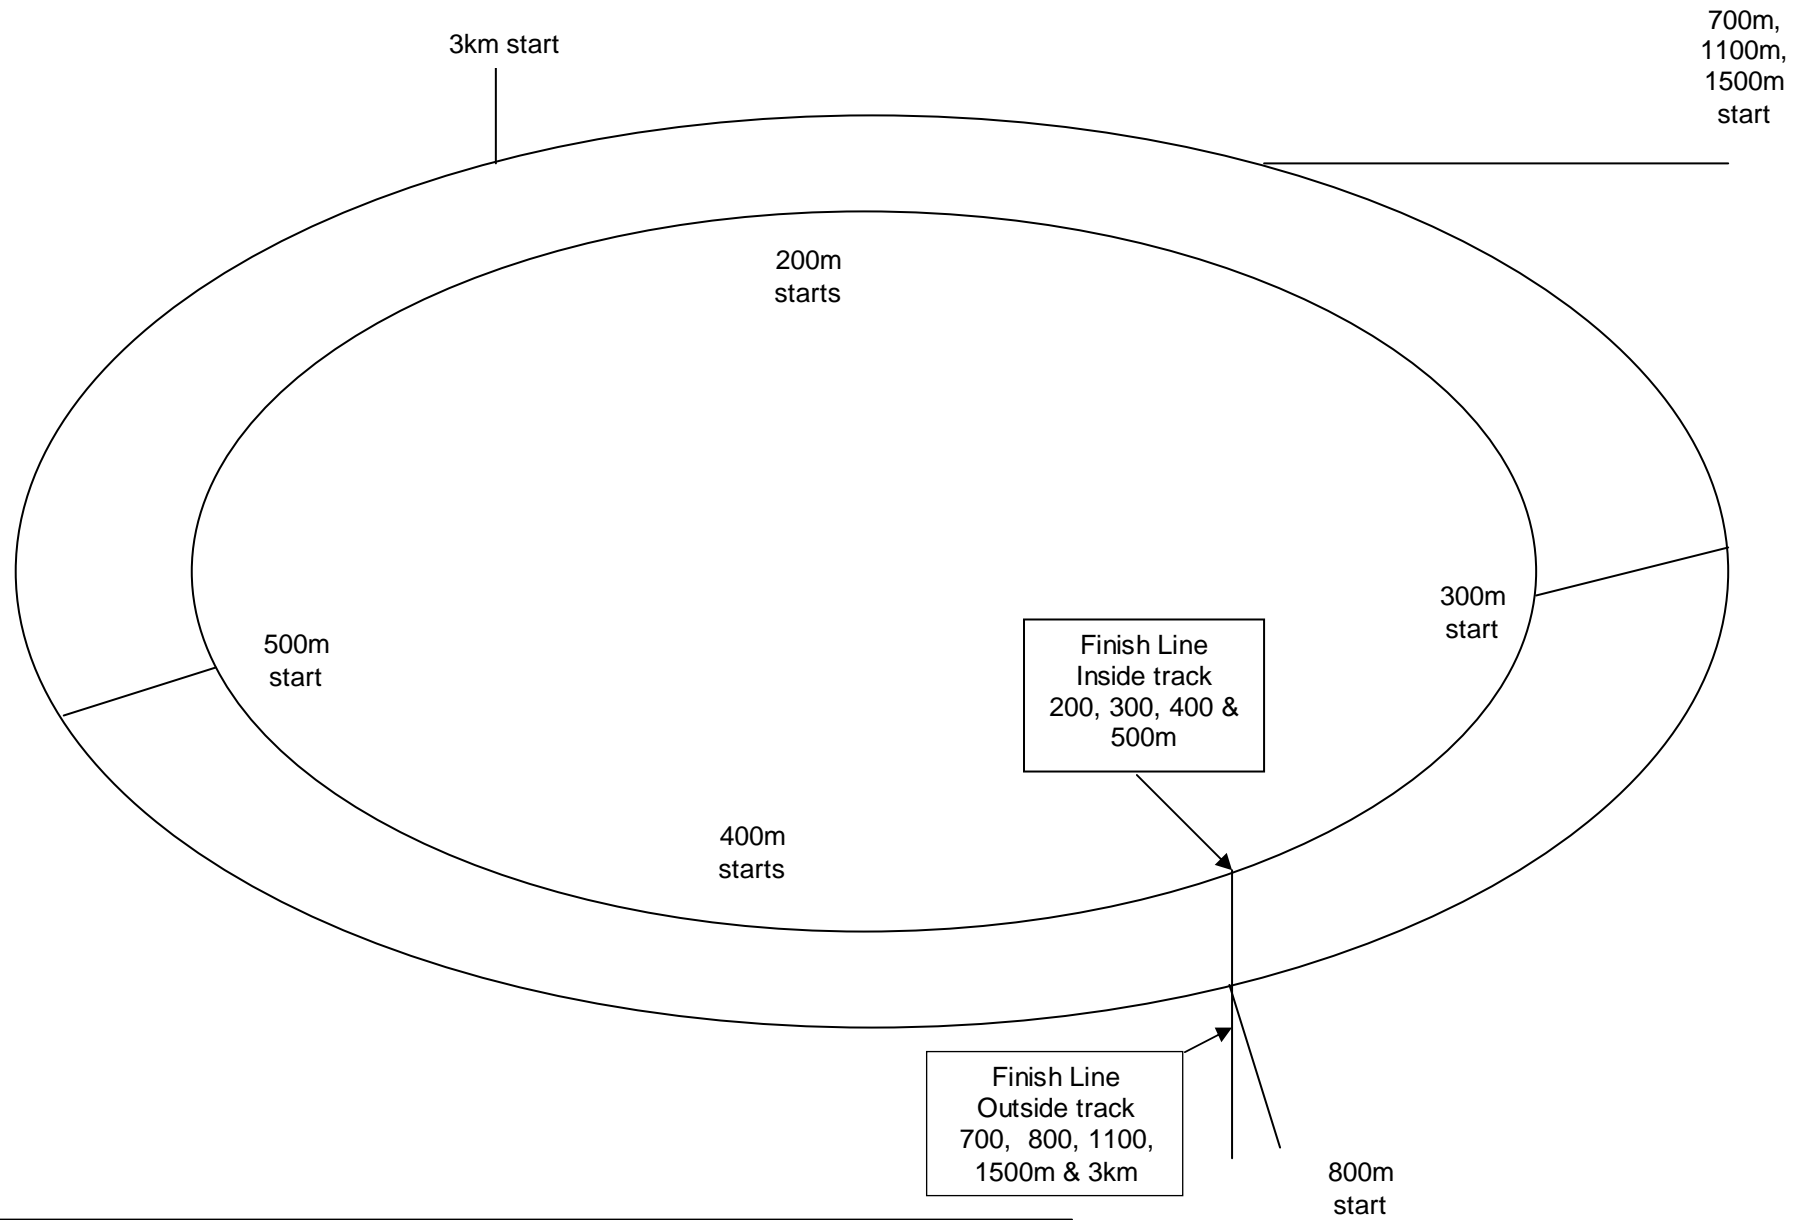 700m,
1100m,
1500m
start
3km start
200m
starts
300m
start
500m
start
Finish Line
Inside track
200, 300, 400 &
500m
400m
starts
Finish Line
Outside track
700,  800, 1100,
1500m & 3km
800m
start